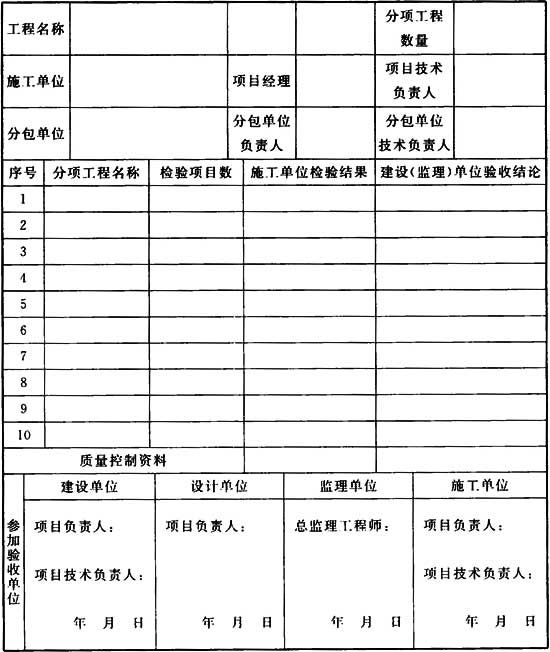 工程名称 分项工程
数量
施工单位 项目经理 项目技术
负责人
分包单位 分包单位
负责人 分包单位
技术负责人
序号 分项工程名称 检验项目数 施工单位检验结果 建设(监理)单位验收结论
1
2
3
4
5
6
7
8
9
10
质量控制资料
参加验收单位
建设单位 设计单位 监理单位 施工单位
项目负责人: 项目负责人: 总监理工程师: 项目负责人:
项目技术负责人: 项目技术负责人:
年 月 日 年 月 日 年 月 日 年 月 日